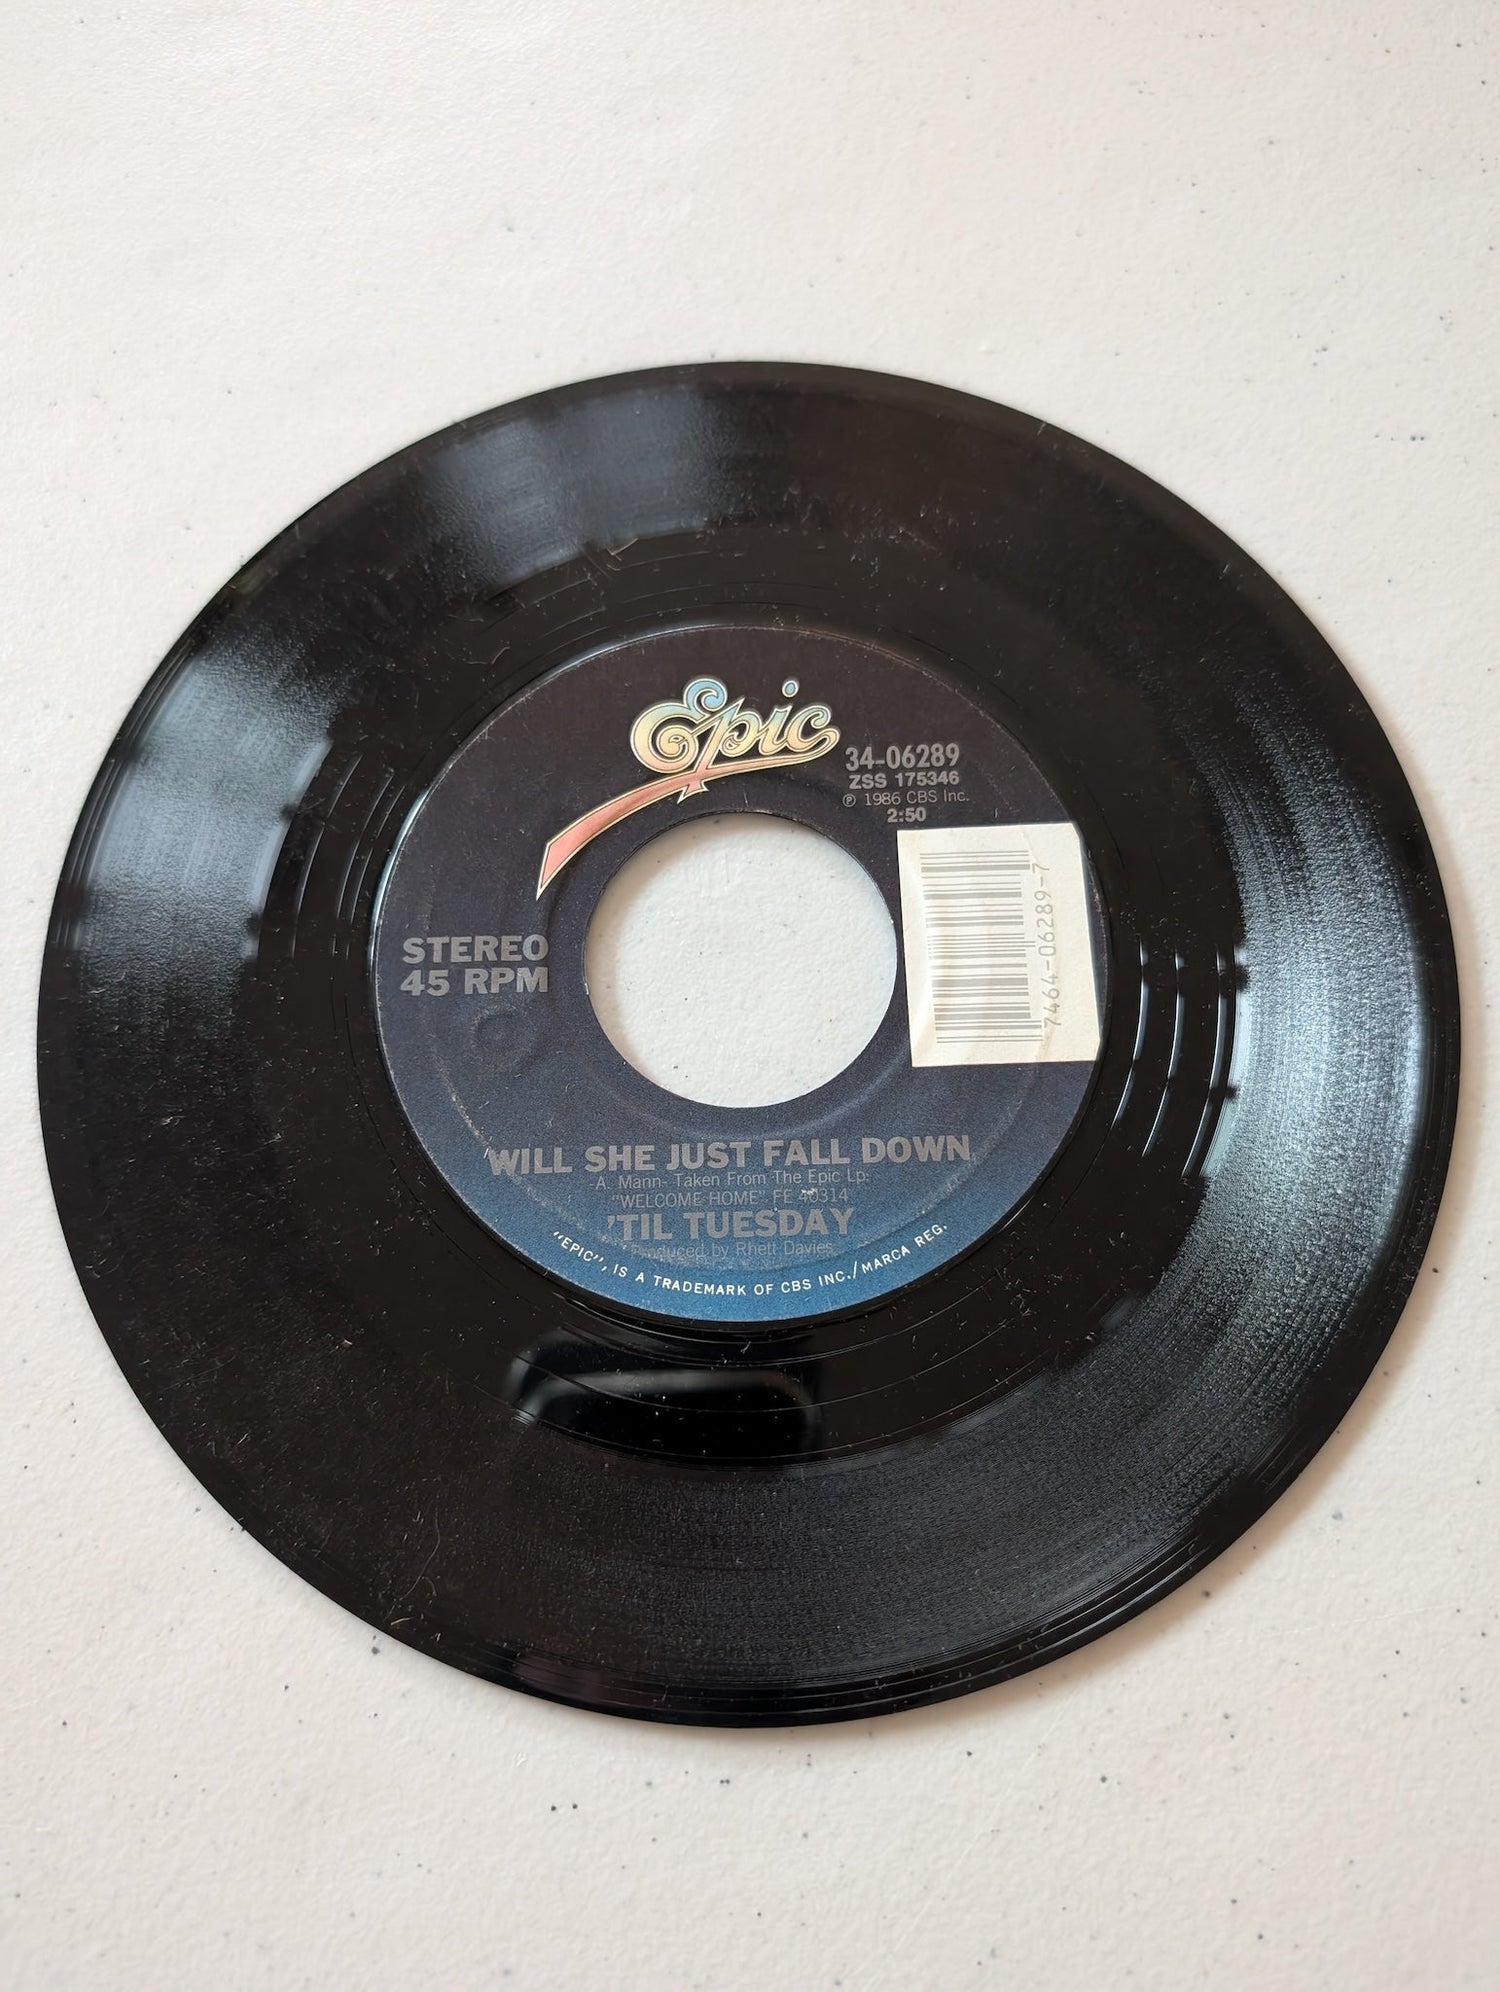 Epic
34-06289
ZSS 175346
℗ 1986 CBS Inc.
2:50
7464-06289-7
STEREO
45 RPM
WILL SHE JUST FALL DOWN
-A. Mann- Taken From The Epic Lp:
"WELCOME HOME" FE 40314
'TIL TUESDAY
Produced by Rhett Davies
"EPIC", IS A TRADEMARK OF CBS INC./MARCA REG.